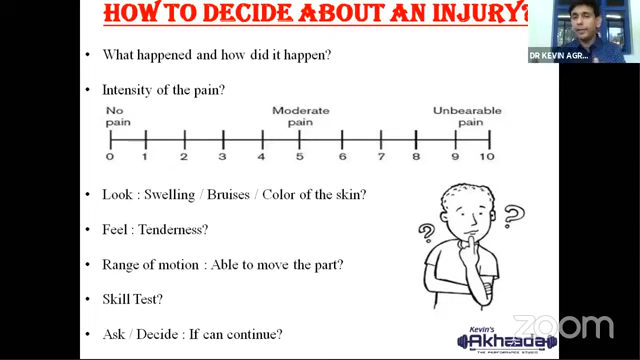 HOW TO DECIDE ABOUT AN INJURY?
DR KEVIN AGR...
• What happened and how did it happen?
• Intensity of the pain?
No pain
Moderate pain
Unbearable pain
0 1 2 3 4 5 6 7 8 9 10
• Look : Swelling / Bruises / Color of the skin?
• Feel : Tenderness?
• Range of motion : Able to move the part?
• Skill Test?
• Ask / Decide : If can continue?
? ?
Kevin's
Akhaada
THE PERFORMANCE STUDIO
zoom